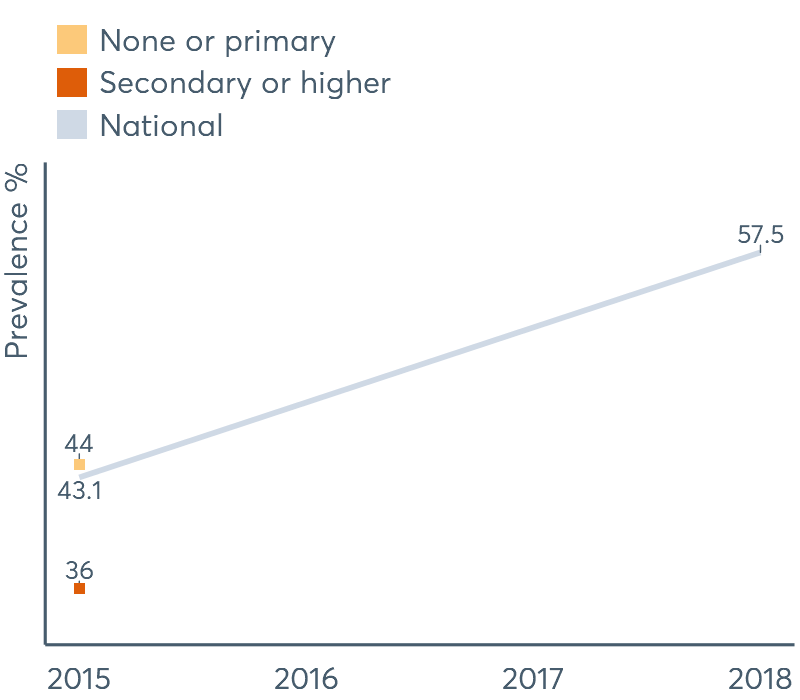 None or primary
Secondary or higher
National
Prevalence %
57.5
44
43.1
36
2015 2016 2017 2018